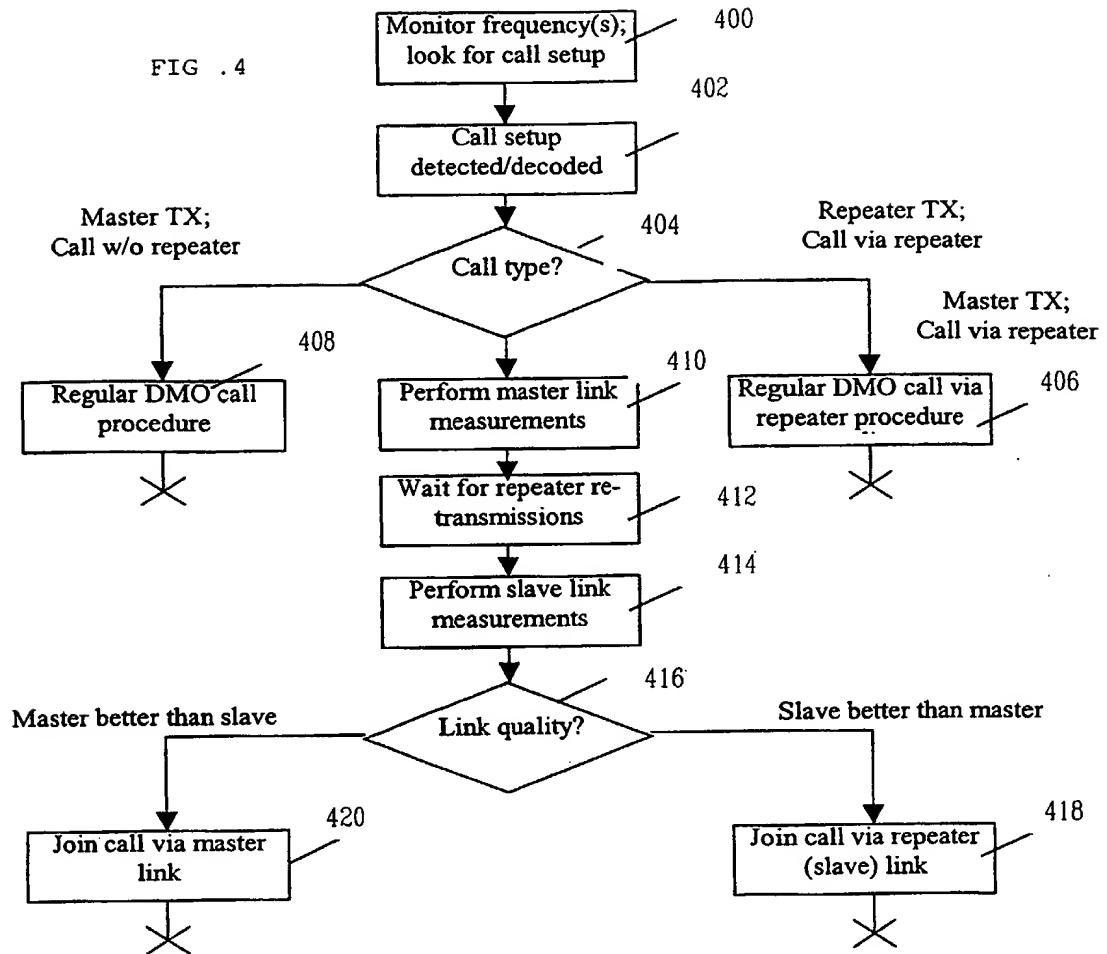 FIG .4
Monitor frequency(s);
look for call setup
400
402
Call setup
detected/decoded
Master TX;
Call w/o repeater
404
Call type?
Repeater TX;
Call via repeater
Master TX;
Call via repeater
408
Regular DMO call
procedure
410
Perform master link
measurements
406
Regular DMO call via
repeater procedure
412
Wait for repeater re-
transmissions
414
Perform slave link
measurements
416
Link quality?
Master better than slave
Slave better than master
420
Join call via master
link
418
Join call via repeater
(slave) link